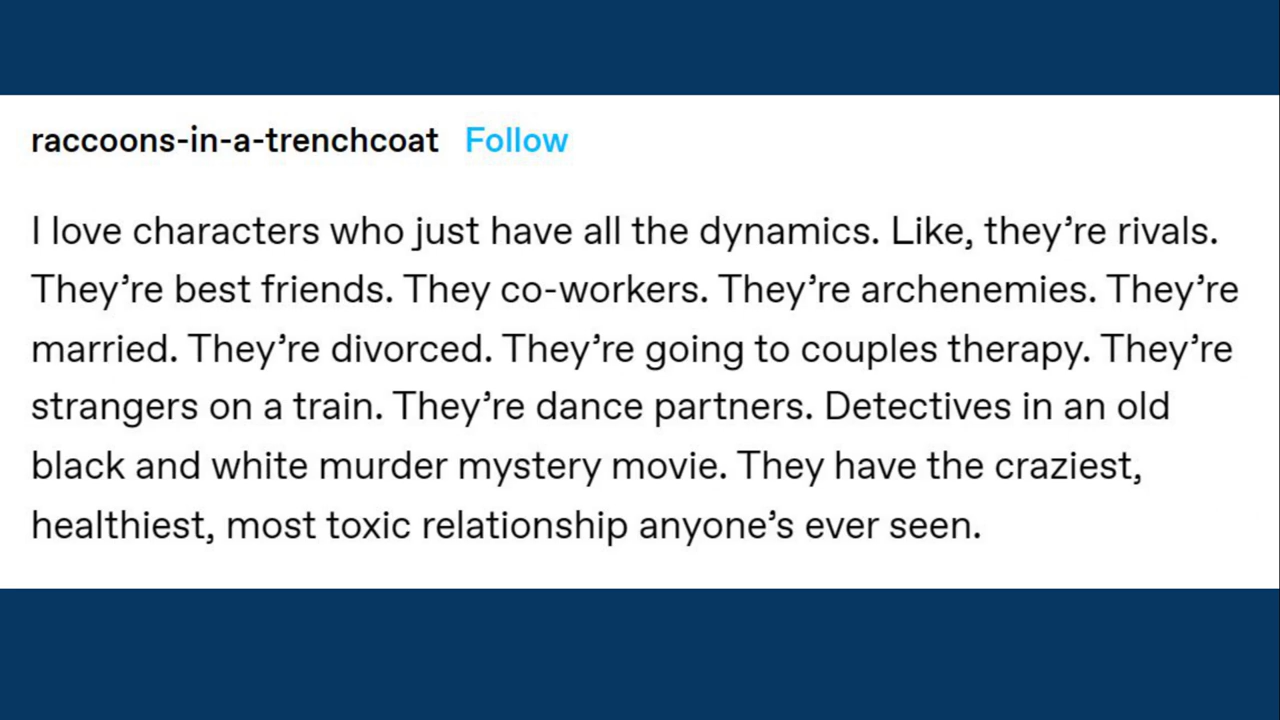 raccoons-in-a-trenchcoat Follow
I love characters who just have all the dynamics. Like, they’re rivals.
They’re best friends. They co-workers. They’re archenemies. They’re
married. They’re divorced. They’re going to couples therapy. They’re
strangers on a train. They’re dance partners. Detectives in an old
black and white murder mystery movie. They have the craziest,
healthiest, most toxic relationship anyone’s ever seen.